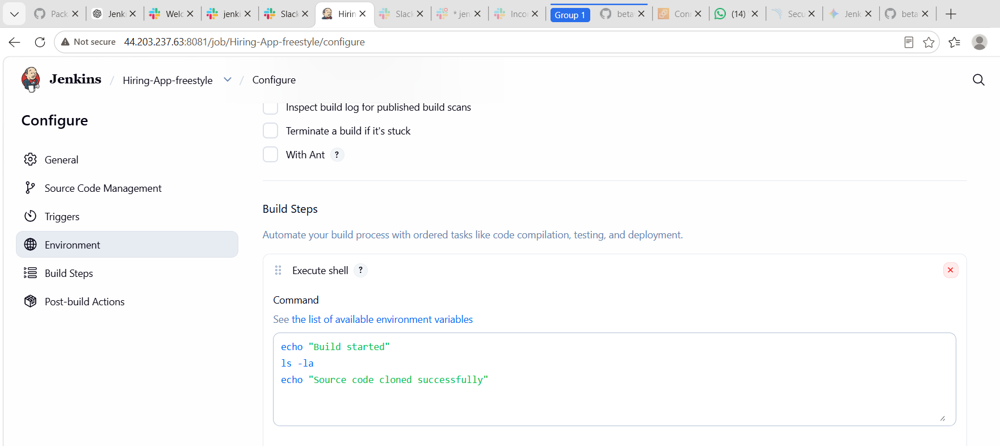 Pack
Jenki
Welc
jenki
Slack
Hirin
Slack
* jen
Inco
Group 1
beta
Con
(14)
Secu
Jenk
beta
Not secure 44.203.237.63:8081/job/Hiring-App-freestyle/configure
Jenkins / Hiring-App-freestyle / Configure
Configure
General
Source Code Management
Triggers
Environment
Build Steps
Post-build Actions
Inspect build log for published build scans
Terminate a build if it's stuck
With Ant ?
Build Steps
Automate your build process with ordered tasks like code compilation, testing, and deployment.
Execute shell ?
Command
See the list of available environment variables
echo "Build started"
ls -la
echo "Source code cloned successfully"